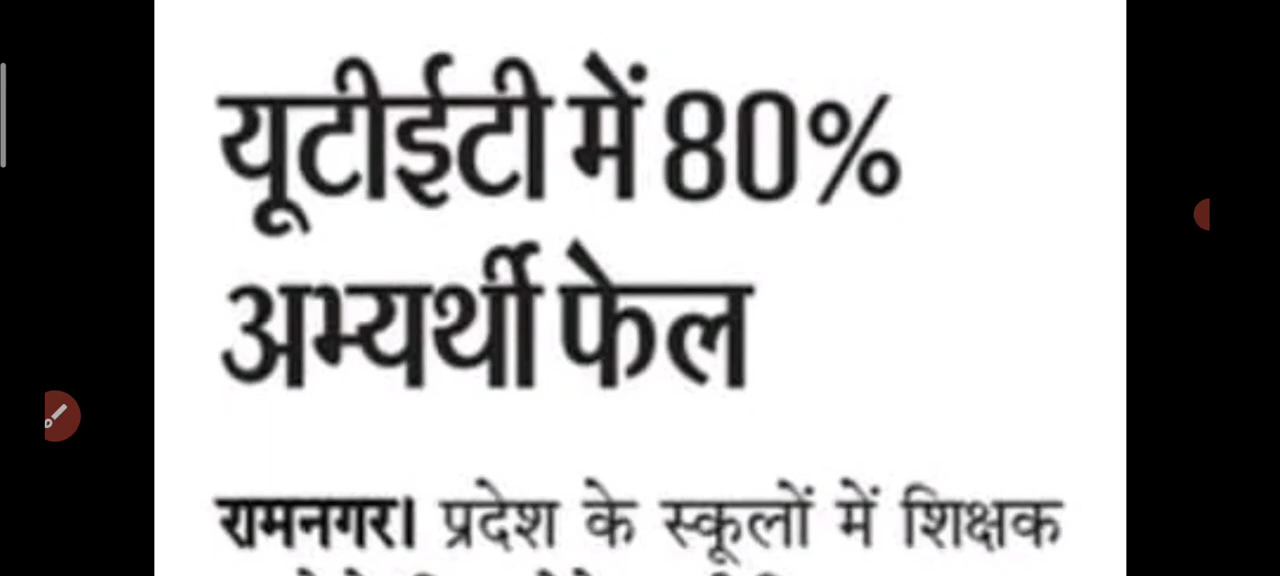 यूटीईटी में 80%
अभ्यर्थी फेल
रामनगर। प्रदेश के स्कूलों में शिक्षक